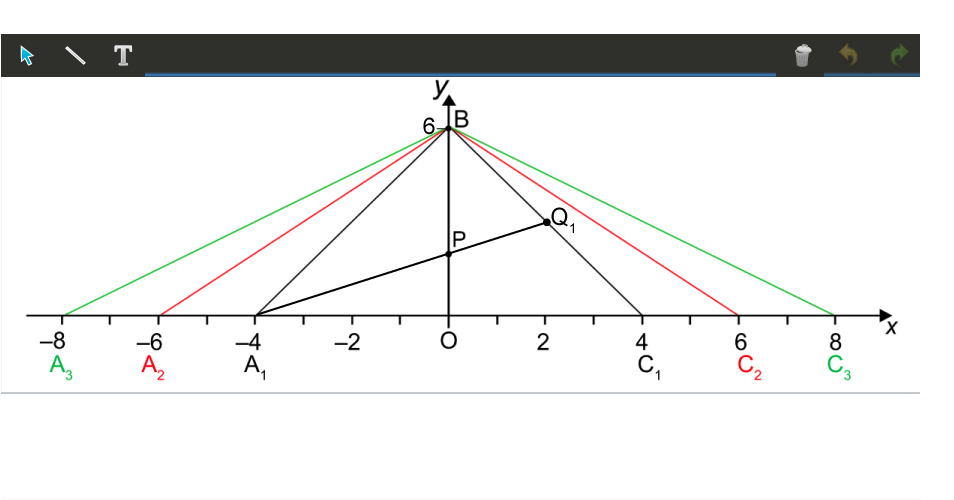 T
y
6 B
Q1
P
x
–8 –6 –4 –2 O 2 4 6 8
A3 A2 A1 C1 C2 C3